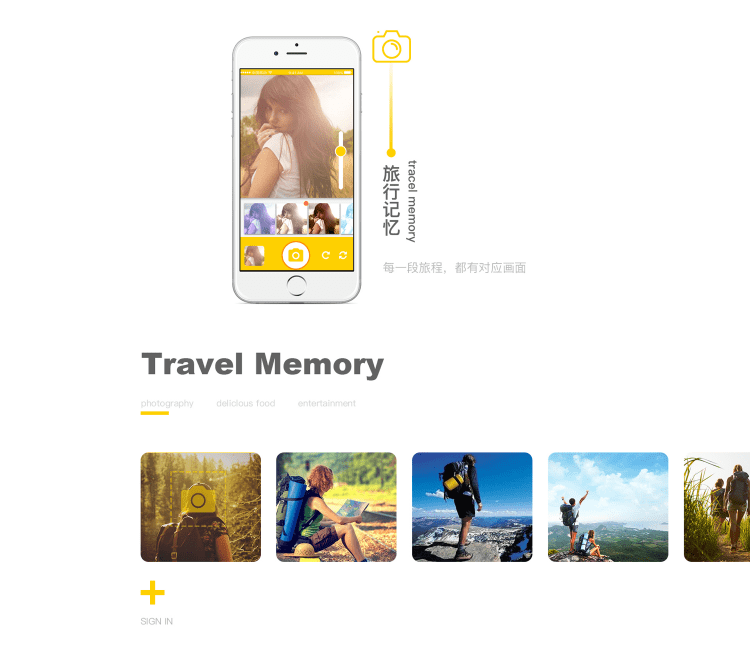 旅行记忆
tracel memory
每一段旅程，都有对应画面
Travel Memory
photography
delicious food
entertainment
SIGN IN